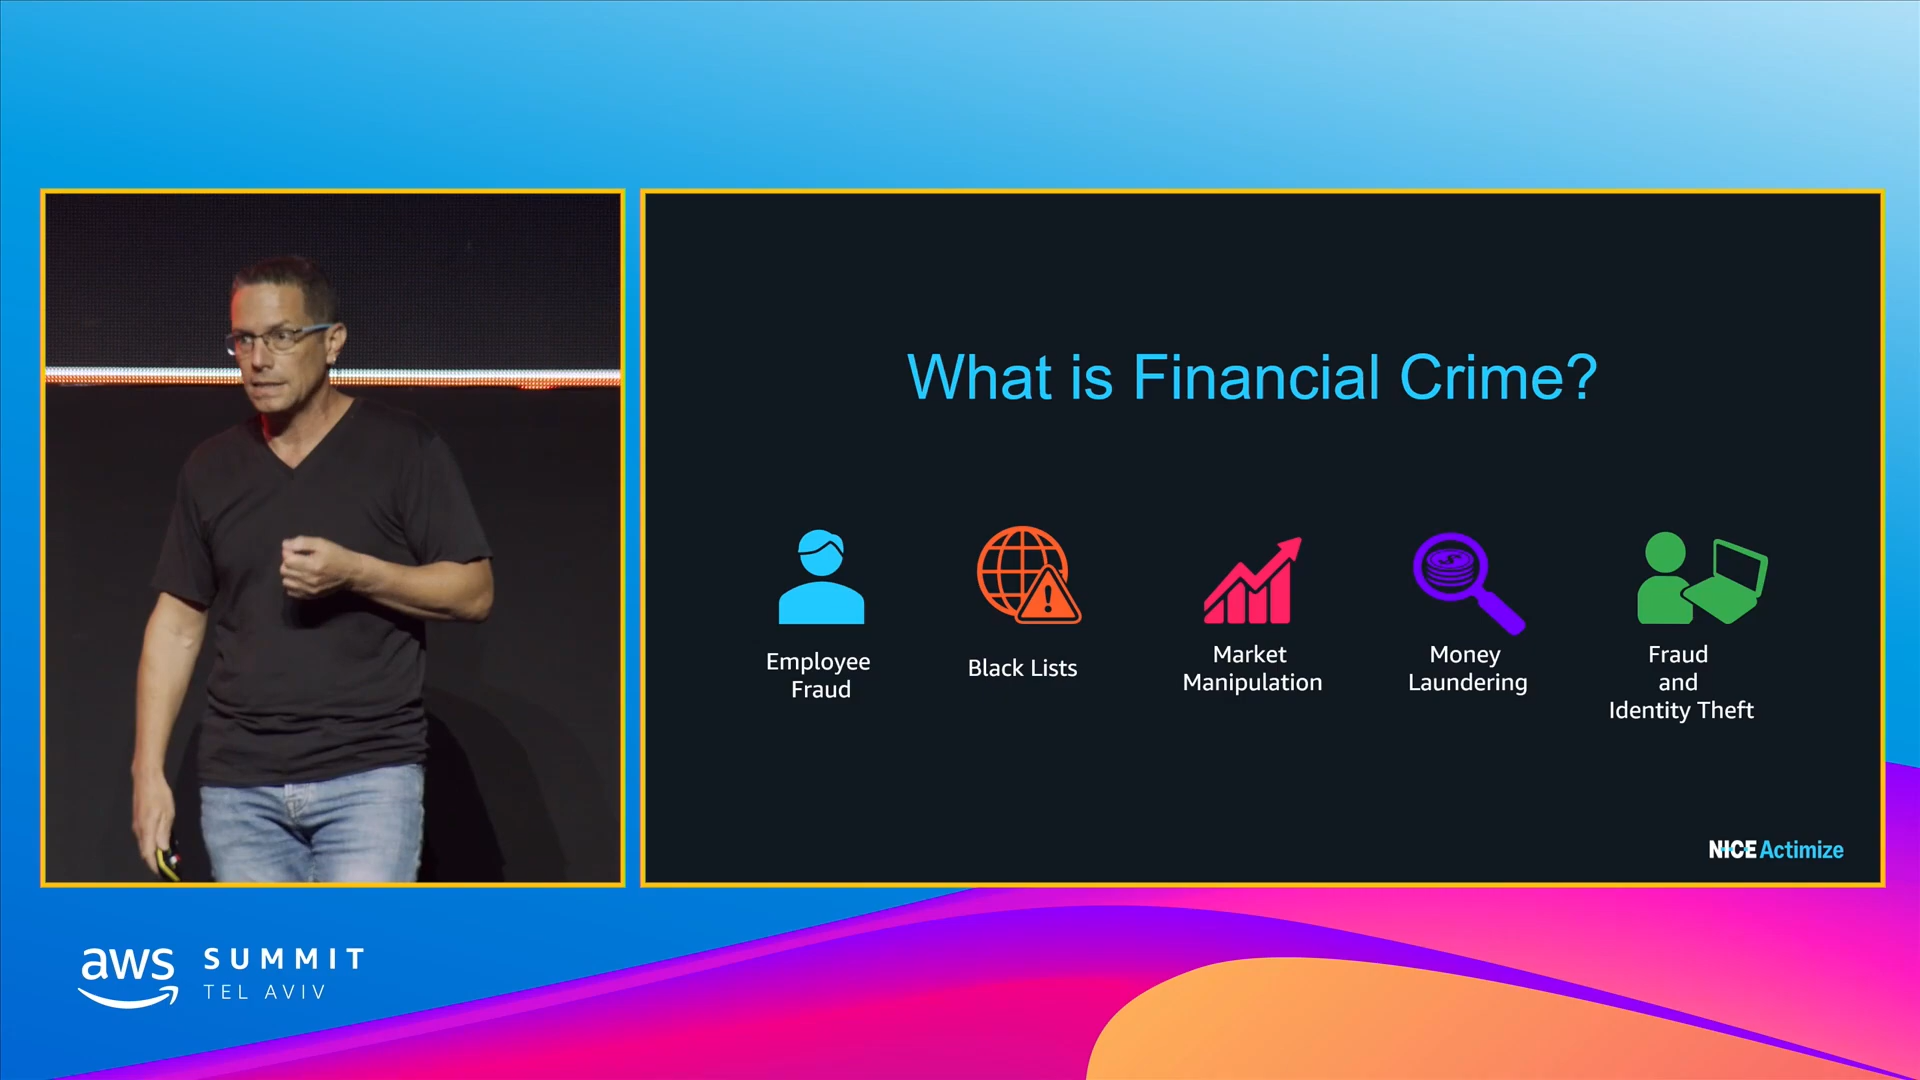 What is Financial Crime?
Employee
Fraud
Black Lists
Market
Manipulation
Money
Laundering
Fraud
and
Identity Theft
NICE Actimize
aws SUMMIT
TEL AVIV